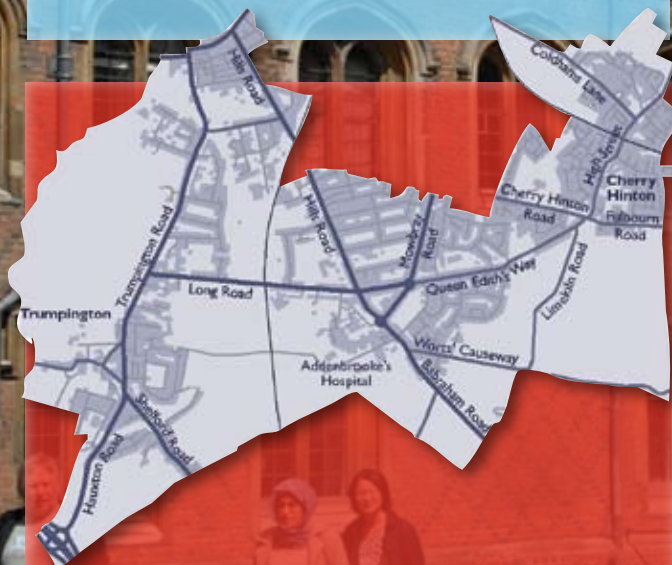 Hills Road
Coldhams Lane
High Street
Cherry
Hinton
Cherry Hinton
Road
Fulbourn
Road
Hills Road
Mowbray
Road
Trumpington Road
Long Road
Queen Edith's Way
Limekiln Road
Trumpington
Addenbrooke's
Hospital
Worts' Causeway
Babraham Road
Shelford Road
Hauxton Road